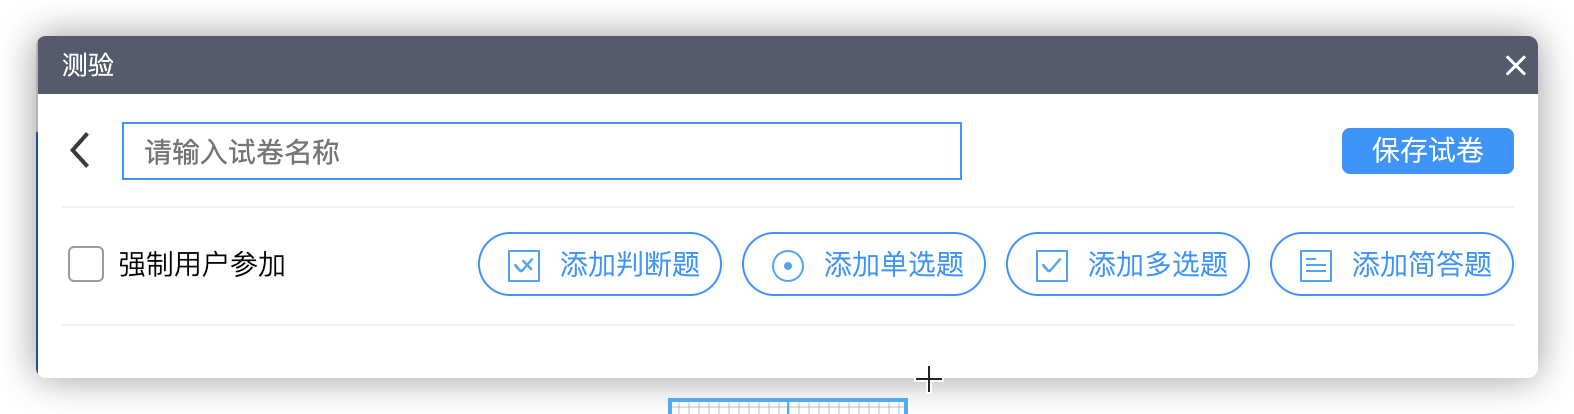 测验
请输入试卷名称
保存试卷
强制用户参加
添加判断题
添加单选题
添加多选题
添加简答题